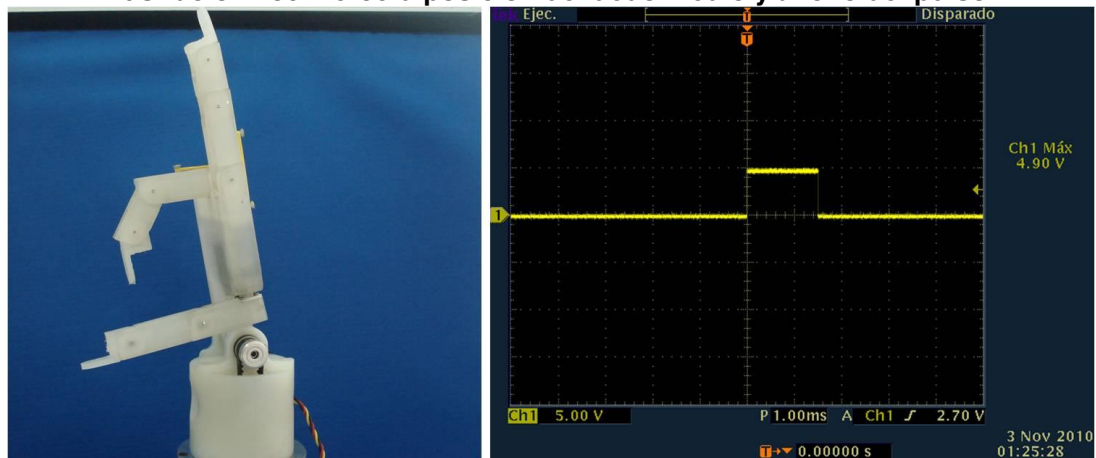 Ejec.
Disparado
Ch1 Máx
4.90 V
1
Ch1 5.00 V P 1.00ms A Ch1 2.70 V
3 Nov 2010
0.00000 s 01:25:28